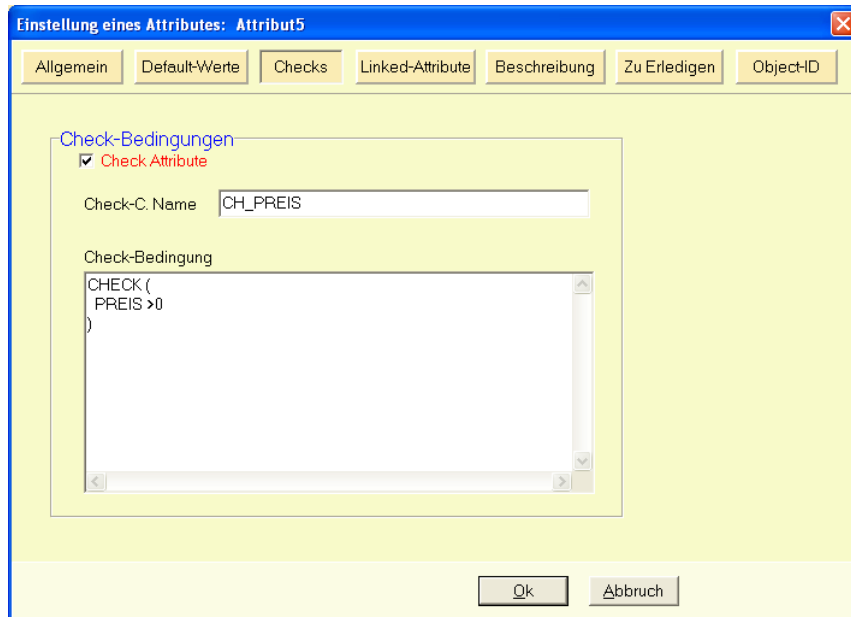 Einstellung eines Attributes: Attribut5
Allgemein Default-Werte Checks Linked-Attribute Beschreibung Zu Erledigen Object-ID
Check-Bedingungen
Check Attribute
Check-C. Name CH_PREIS
Check-Bedingung
CHECK (
PREIS >0
)
Ok Abbruch